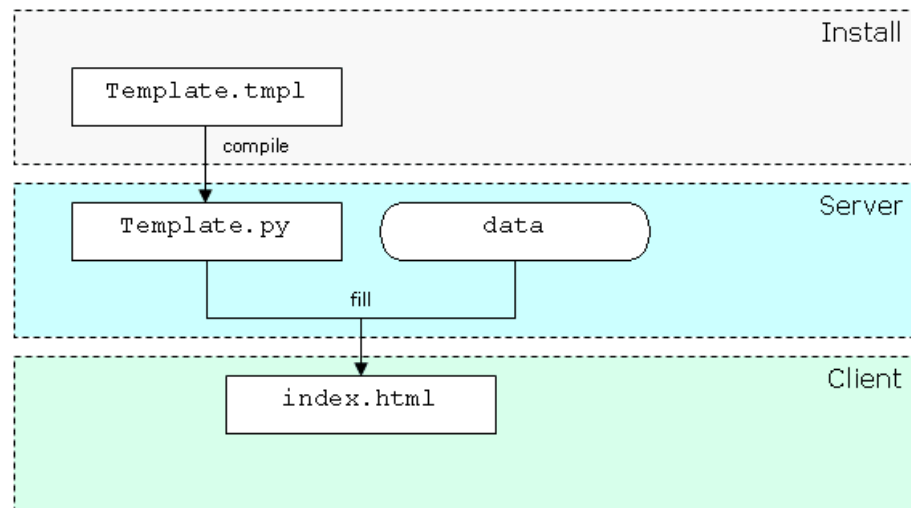 Install
Template.tmpl
compile
Server
Template.py
data
fill
Client
index.html